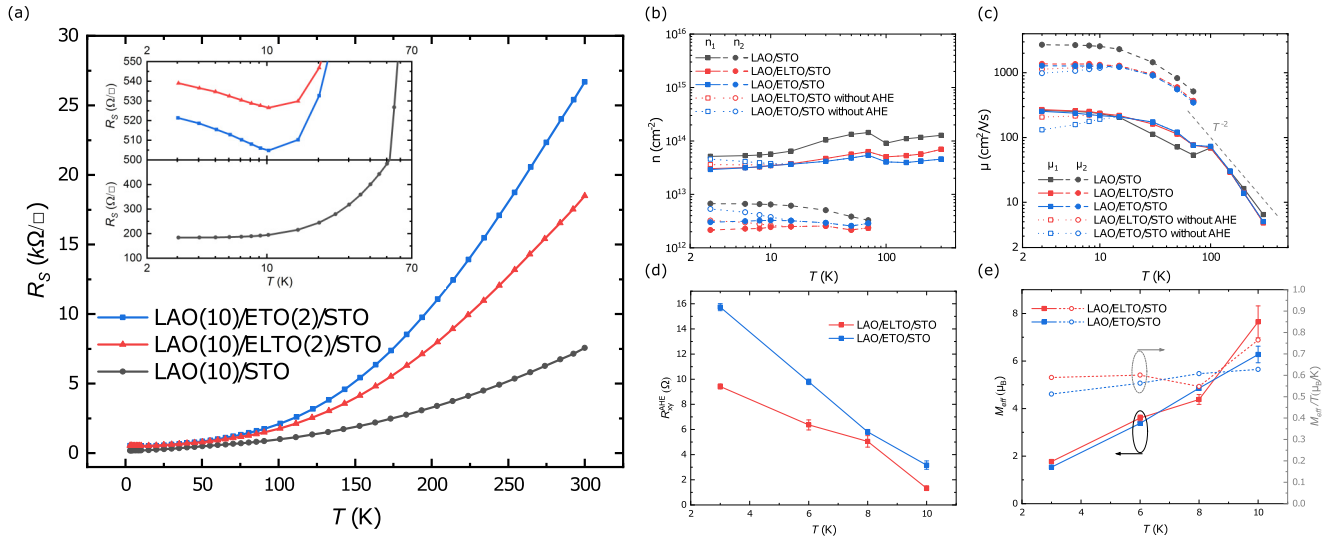 (a)
30
25
20
15
10
5
0
R_S (kΩ/□)
0 50 100 150 200 250 300
T (K)
2 10 70
550
540
530
520
510
500
R_S (Ω/□)
400
300
200
100
R_S (Ω/□)
2 10 70
T (K)
LAO(10)/ETO(2)/STO
LAO(10)/ELTO(2)/STO
LAO(10)/STO
(b)
10^16
10^15
10^14
10^13
10^12
n (cm^-2)
n_1 n_2
LAO/STO
LAO/ELTO/STO
LAO/ETO/STO
LAO/ELTO/STO without AHE
LAO/ETO/STO without AHE
2 10 100
T (K)
(c)
1000
100
10
2
μ (cm^2/Vs)
T^-2
μ_1 μ_2
LAO/STO
LAO/ELTO/STO
LAO/ETO/STO
LAO/ELTO/STO without AHE
LAO/ETO/STO without AHE
2 10 100
T (K)
(d)
16
14
12
10
8
6
4
2
0
R_xy^AHE (Ω)
LAO/ELTO/STO
LAO/ETO/STO
2 4 6 8 10
T (K)
(e)
8
6
4
2
0
M_eff (μ_B)
LAO/ELTO/STO
LAO/ETO/STO
1.0
0.9
0.8
0.7
0.6
0.5
0.4
0.3
0.2
0.1
0.0
M_eff/T(μ_B/K)
2 4 6 8 10
T (K)